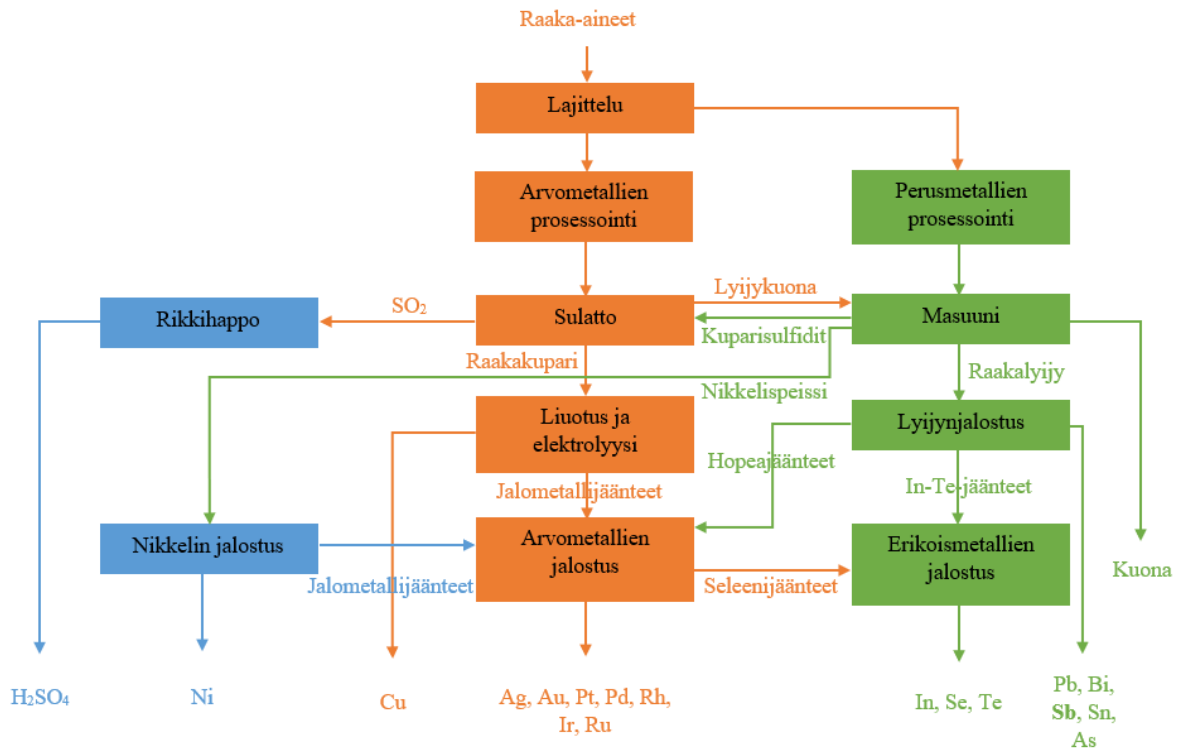 Raaka-aineet
Lajittelu
Arvometallien
prosessointi
Perusmetallien
prosessointi
Lyijykuona
SO₂
Rikkihappo
Sulatto
Masuuni
Kuparisulfidit
Raakakupari
Raakalyijy
Nikkelispeissi
Liuotus ja
elektrolyysi
Lyijynjalostus
Hopeajäänteet
Jalometallijäänteet
In-Te-jäänteet
Nikkelin jalostus
Arvometallien
jalostus
Erikoismetallien
jalostus
Jalometallijäänteet
Seleenijäänteet
Kuona
H₂SO₄
Ni
Cu
Ag, Au, Pt, Pd, Rh,
Ir, Ru
In, Se, Te
Pb, Bi,
Sb, Sn,
As